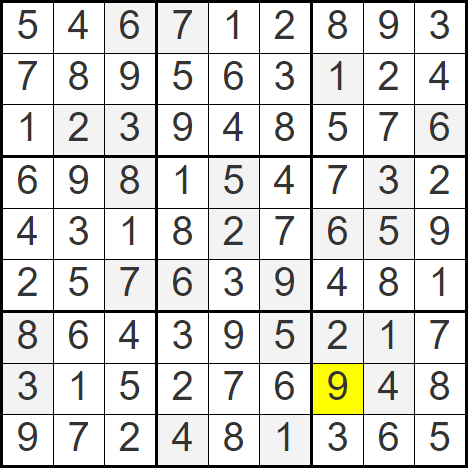 5 4 6 7 1 2 8 9 3
7 8 9 5 6 3 1 2 4
1 2 3 9 4 8 5 7 6
6 9 8 1 5 4 7 3 2
4 3 1 8 2 7 6 5 9
2 5 7 6 3 9 4 8 1
8 6 4 3 9 5 2 1 7
3 1 5 2 7 6 9 4 8
9 7 2 4 8 1 3 6 5